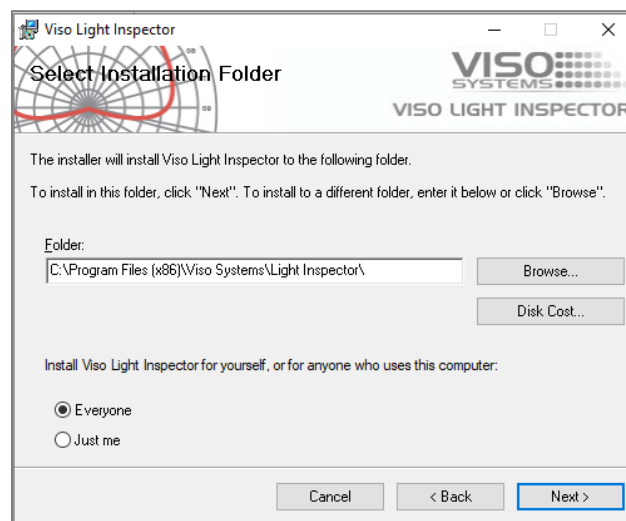 Viso Light Inspector
Select Installation Folder
VISO
SYSTEMS
VISO LIGHT INSPECTOR
The installer will install Viso Light Inspector to the following folder.
To install in this folder, click "Next". To install to a different folder, enter it below or click "Browse".
Folder:
C:\Program Files (x86)\Viso Systems\Light Inspector\
Browse...
Disk Cost...
Install Viso Light Inspector for yourself, or for anyone who uses this computer:
Everyone
Just me
Cancel
< Back
Next >